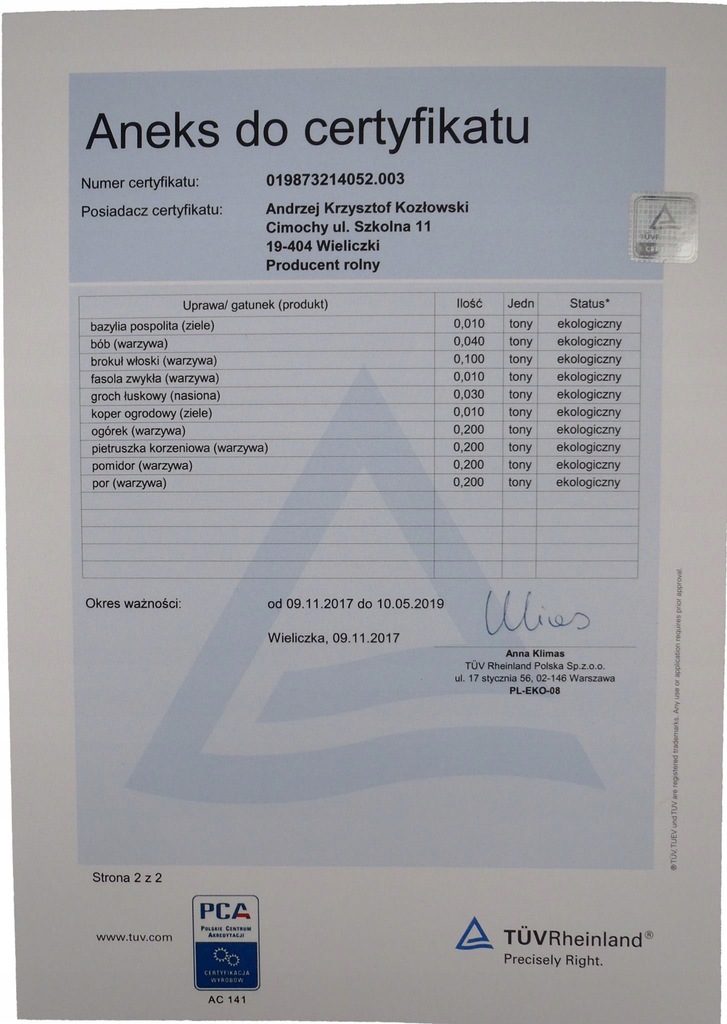 Aneks do certyfikatu
Numer certyfikatu: 019873214052.003
Posiadacz certyfikatu: Andrzej Krzysztof Kozłowski
Cimochy ul. Szkolna 11
19-404 Wieliczki
Producent rolny
Uprawa/ gatunek (produkt) Ilość Jedn Status*
bazylia pospolita (ziele) 0,010 tony ekologiczny
bób (warzywa) 0,040 tony ekologiczny
brokuł włoski (warzywa) 0,100 tony ekologiczny
fasola zwykła (warzywa) 0,010 tony ekologiczny
groch łuskowy (nasiona) 0,030 tony ekologiczny
koper ogrodowy (ziele) 0,010 tony ekologiczny
ogórek (warzywa) 0,200 tony ekologiczny
pietruszka korzeniowa (warzywa) 0,200 tony ekologiczny
pomidor (warzywa) 0,200 tony ekologiczny
por (warzywa) 0,200 tony ekologiczny
Okres ważności: od 09.11.2017 do 10.05.2019
Wieliczka, 09.11.2017
Anna Klimas
TÜV Rheinland Polska Sp.z.o.o.
ul. 17 stycznia 56, 02-146 Warszawa
PL-EKO-08
® TÜV, TUEV und TUV are registered trademarks. Any use or application requires prior approval.
Strona 2 z 2
www.tuv.com
PCA
POLSKIE CENTRUM
AKREDYTACJI
CERTYFIKACJA
WYROBÓW
AC 141
TÜVRheinland®
Precisely Right.